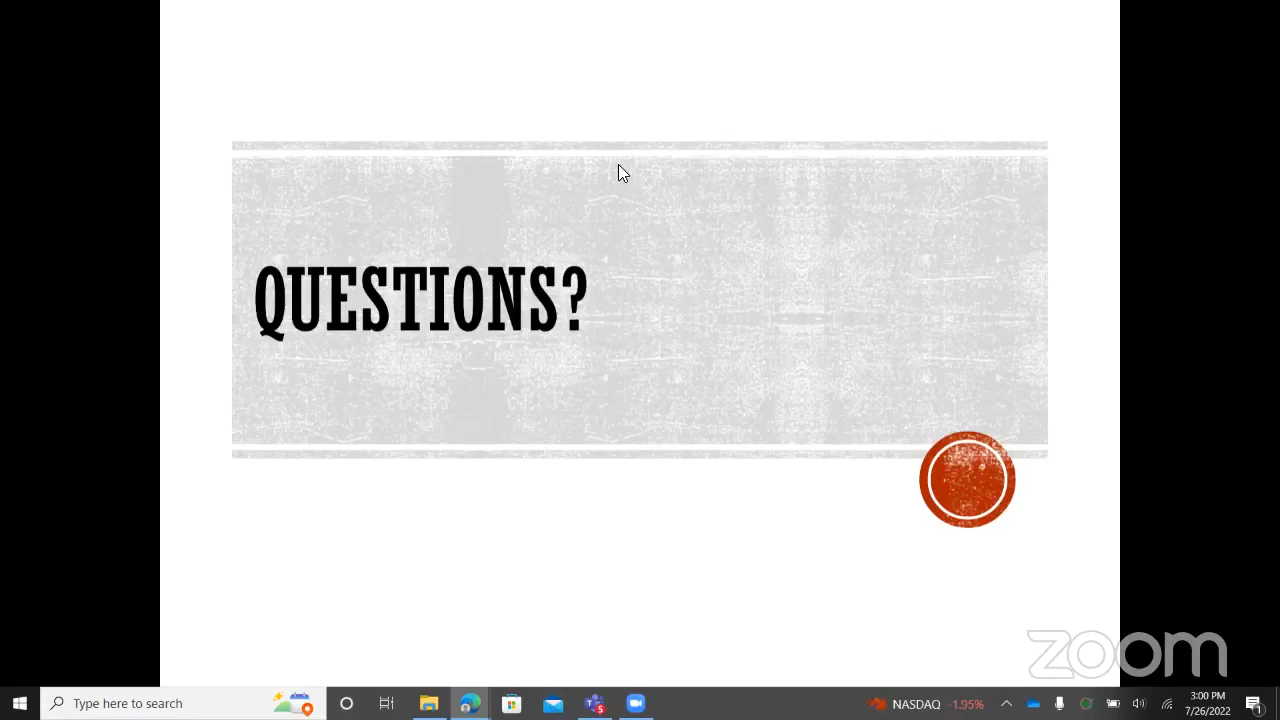 QUESTIONS?
zoom
Type here to search
NASDAQ -1.95%
3:00 PM
7/26/2022